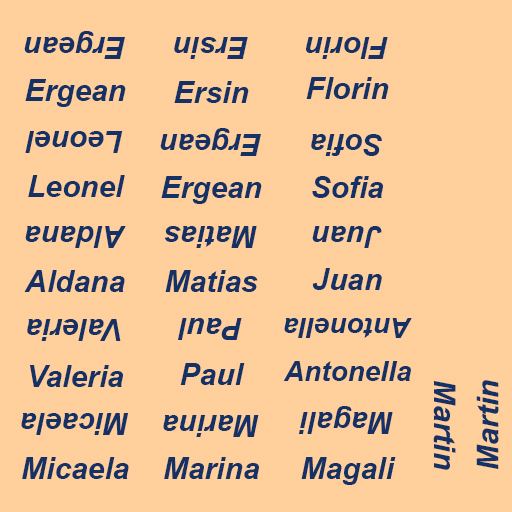 Ergean Ersin Florin
Ergean Ersin Florin
Leonel Ergean Sofia
Leonel Ergean Sofia
Aldana Matias Juan
Aldana Matias Juan
Valeria Paul Antonella
Valeria Paul Antonella
Micaela Marina Magali
Micaela Marina Magali
Martin
Martin